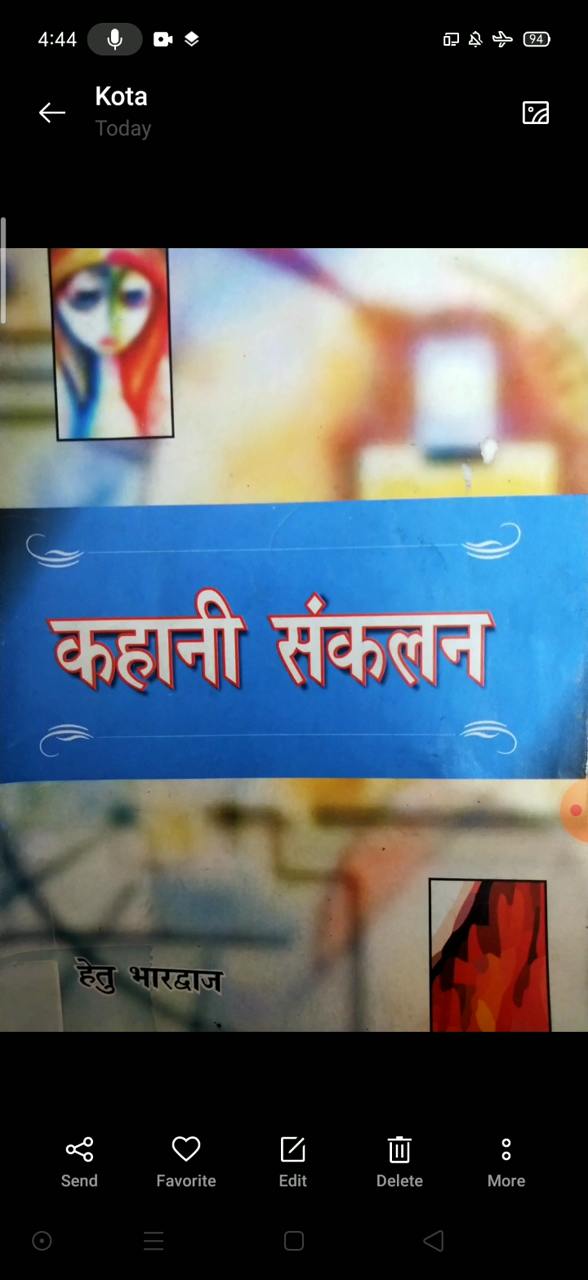 4:44
94
Kota
Today
कहानी संकलन
हेतु भारद्वाज
Send
Favorite
Edit
Delete
More